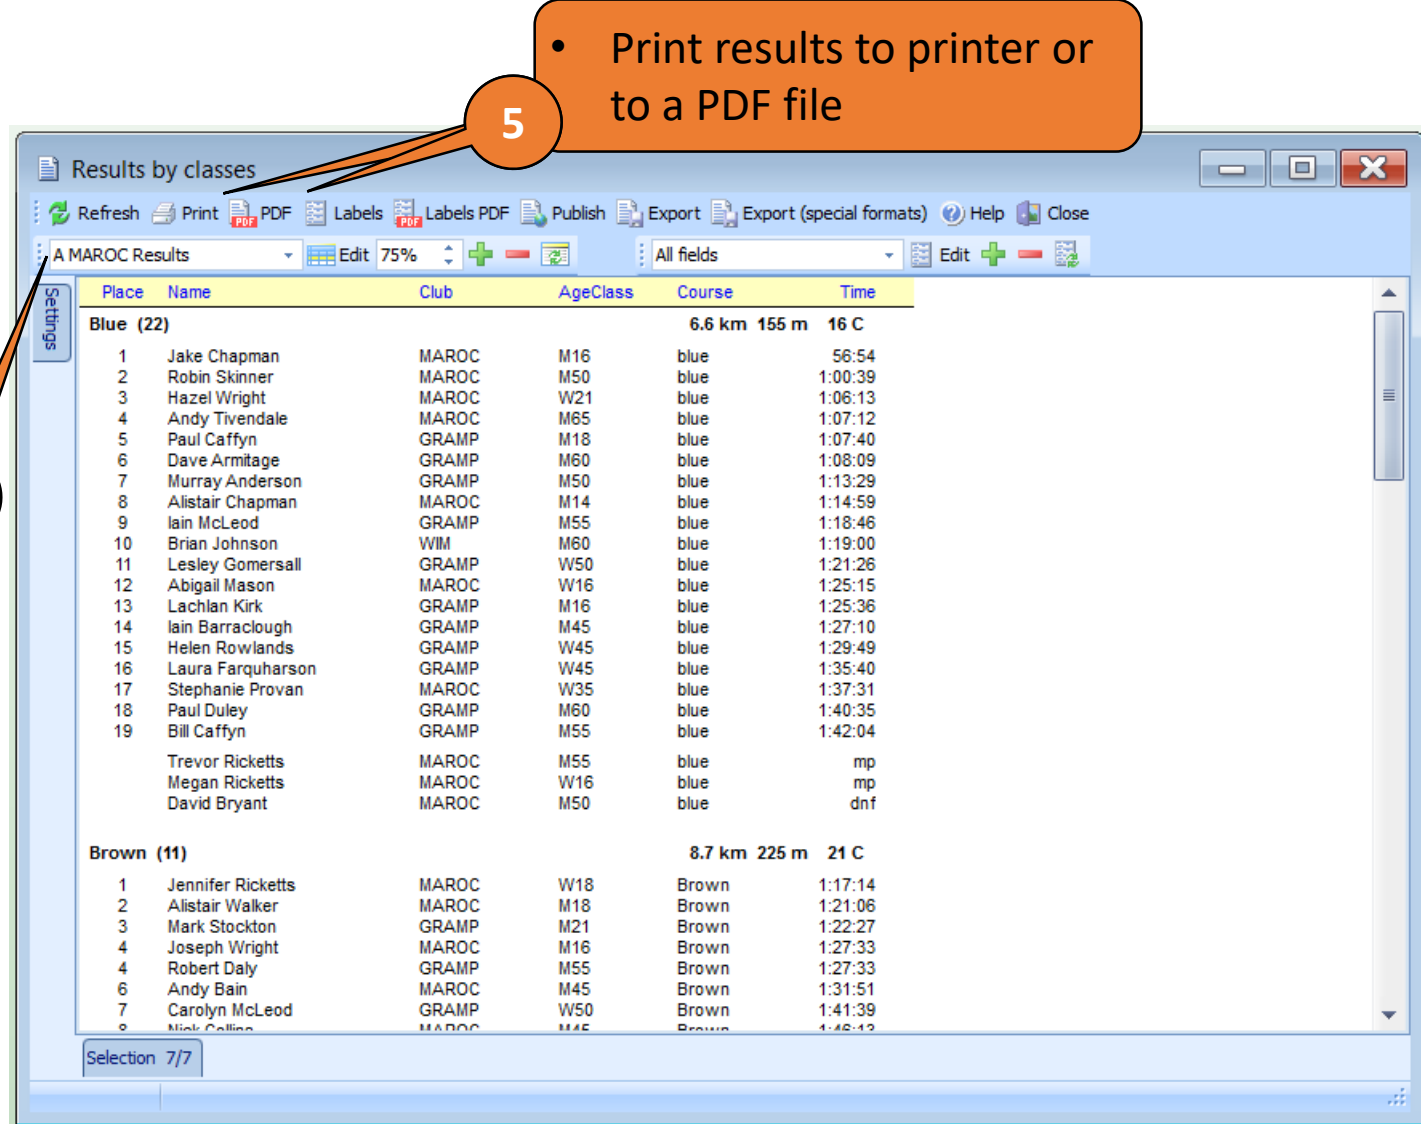 • Print results to printer or
to a PDF file
5
Results by classes
Refresh Print PDF Labels Labels PDF Publish Export Export (special formats) Help Close
A MAROC Results Edit 75% All fields Edit
Settings
Place Name Club AgeClass Course Time
Blue (22) 6.6 km 155 m 16 C
1 Jake Chapman MAROC M16 blue 56:54
2 Robin Skinner MAROC M50 blue 1:00:39
3 Hazel Wright MAROC W21 blue 1:06:13
4 Andy Tivendale MAROC M65 blue 1:07:12
5 Paul Caffyn GRAMP M18 blue 1:07:40
6 Dave Armitage GRAMP M60 blue 1:08:09
7 Murray Anderson GRAMP M50 blue 1:13:29
8 Alistair Chapman MAROC M14 blue 1:14:59
9 Iain McLeod GRAMP M55 blue 1:18:46
10 Brian Johnson WIM M60 blue 1:19:00
11 Lesley Gomersall GRAMP W50 blue 1:21:26
12 Abigail Mason MAROC W16 blue 1:25:15
13 Lachlan Kirk GRAMP M16 blue 1:25:36
14 Iain Barraclough GRAMP M45 blue 1:27:10
15 Helen Rowlands GRAMP W45 blue 1:29:49
16 Laura Farquharson GRAMP W45 blue 1:35:40
17 Stephanie Provan MAROC W35 blue 1:37:31
18 Paul Duley GRAMP M60 blue 1:40:35
19 Bill Caffyn GRAMP M55 blue 1:42:04
Trevor Ricketts MAROC M55 blue mp
Megan Ricketts MAROC W16 blue mp
David Bryant MAROC M50 blue dnf
Brown (11) 8.7 km 225 m 21 C
1 Jennifer Ricketts MAROC W18 Brown 1:17:14
2 Alistair Walker MAROC M18 Brown 1:21:06
3 Mark Stockton GRAMP M21 Brown 1:22:27
4 Joseph Wright MAROC M16 Brown 1:27:33
4 Robert Daly GRAMP M55 Brown 1:27:33
6 Andy Bain MAROC M45 Brown 1:31:51
7 Carolyn McLeod GRAMP W50 Brown 1:41:39
8 Nick MAROC M45 Brown
Selection 7/7